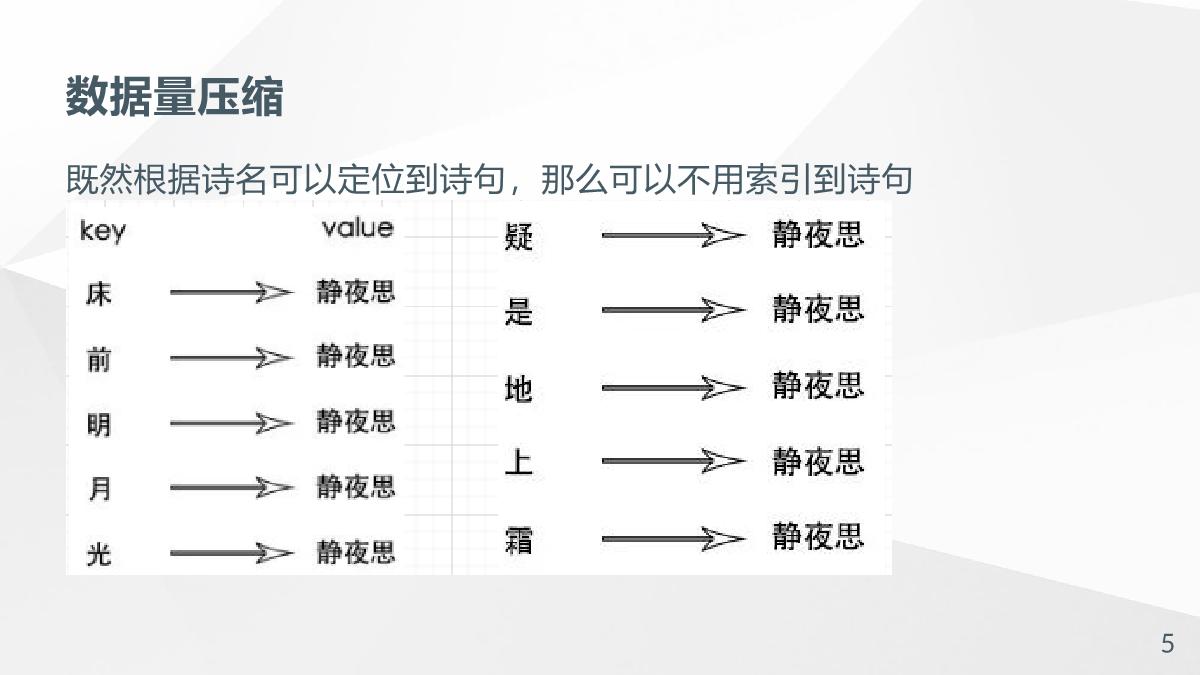 数据量压缩
既然根据诗名可以定位到诗句，那么可以不用索引到诗句
key value
床 静夜思
前 静夜思
明 静夜思
月 静夜思
光 静夜思
疑 静夜思
是 静夜思
地 静夜思
上 静夜思
霜 静夜思
5